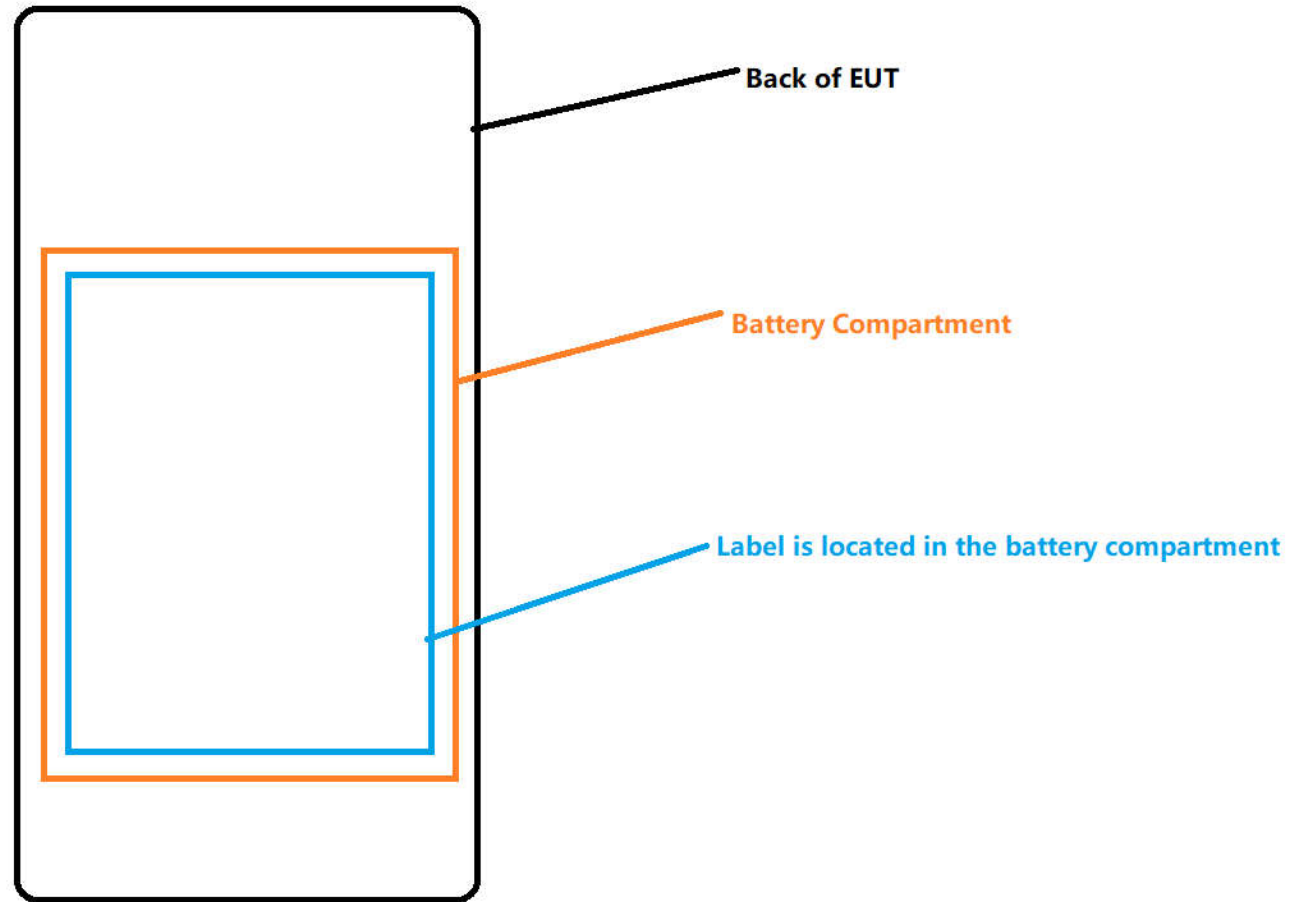 Back of EUT
Battery Compartment
Label is located in the battery compartment